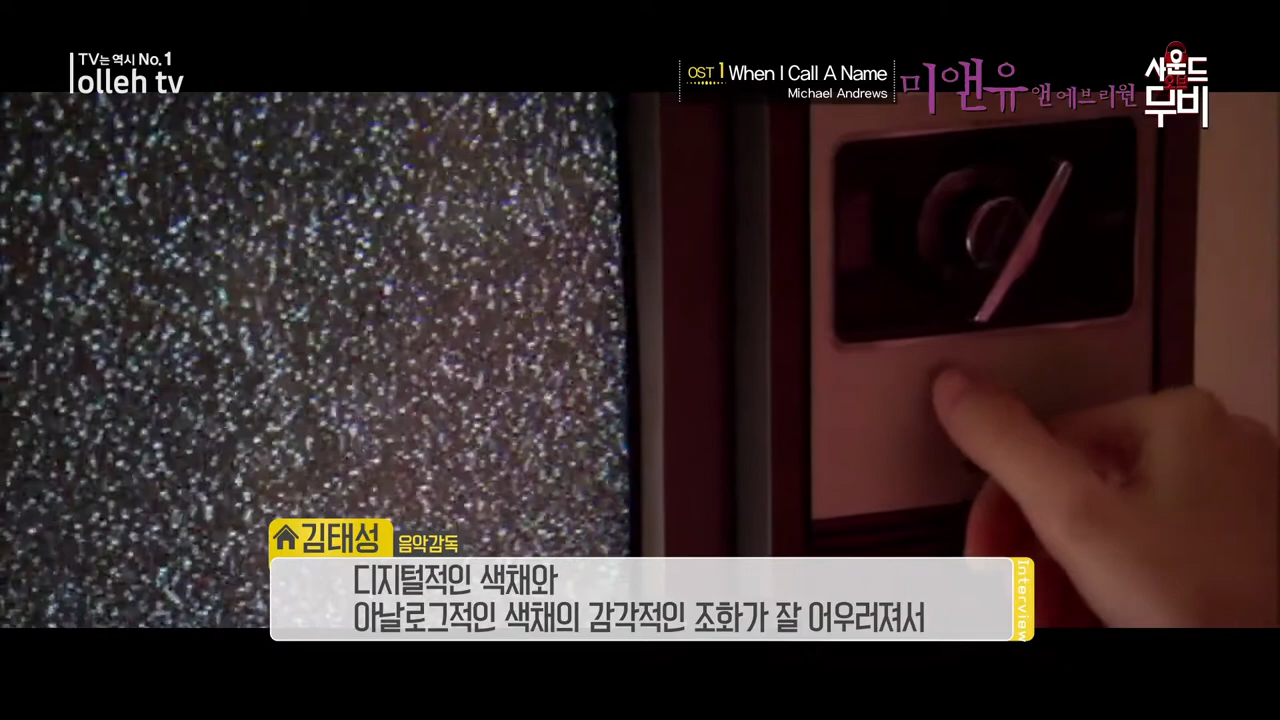 TV는 역시 No.1
olleh tv
OST 1 When I Call A Name
Michael Andrews
미앤유 앤 에브리원
사운드
오브
무비
김태성 음악감독
디지털적인 색채와
아날로그적인 색채의 감각적인 조화가 잘 어우러져서
Interview